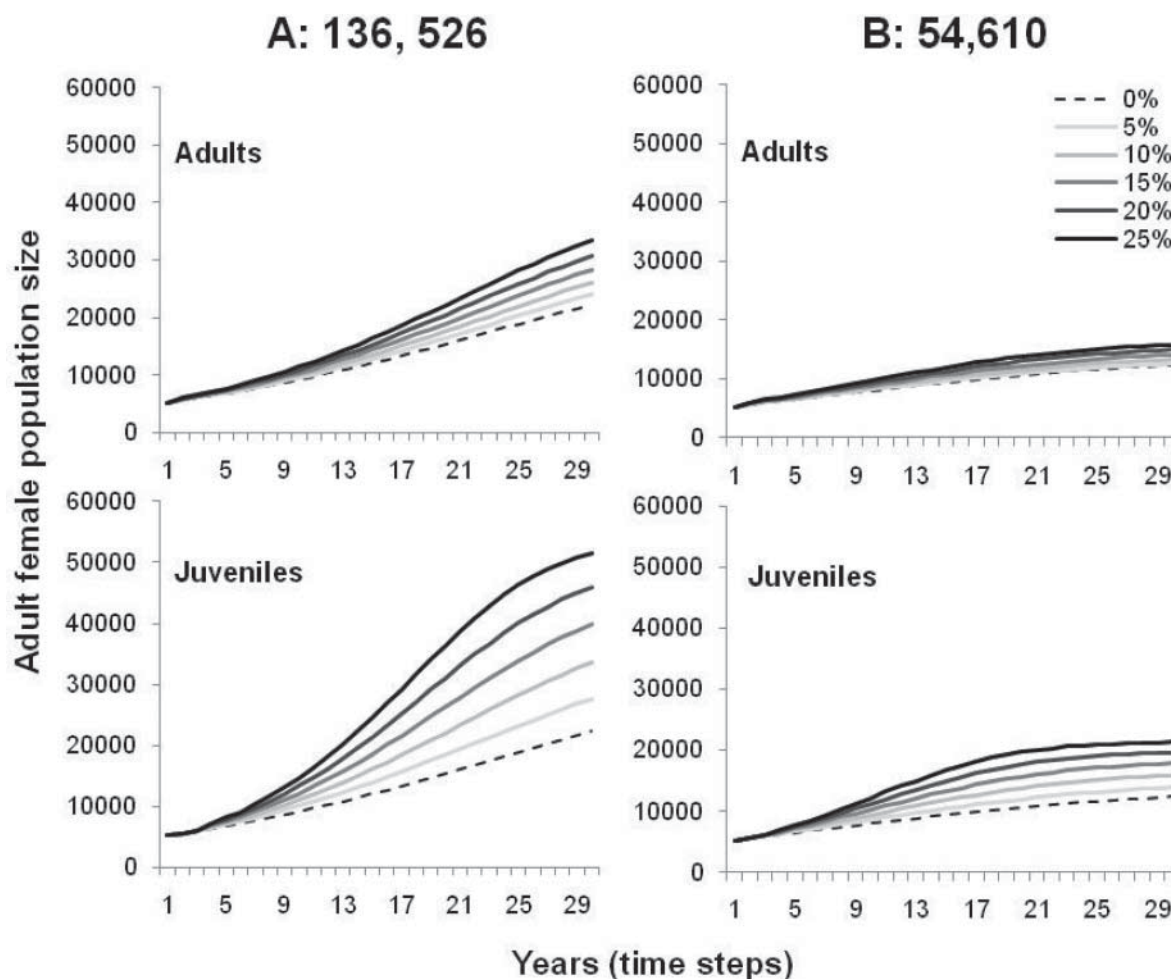 A: 136, 526
B: 54,610
Adult female population size
60000
50000
40000
30000
20000
10000
0
Adults
1 5 9 13 17 21 25 29
60000
50000
40000
30000
20000
10000
0
Adults
0%
5%
10%
15%
20%
25%
1 5 9 13 17 21 25 29
60000
50000
40000
30000
20000
10000
0
Juveniles
1 5 9 13 17 21 25 29
60000
50000
40000
30000
20000
10000
0
Juveniles
1 5 9 13 17 21 25 29
Years (time steps)